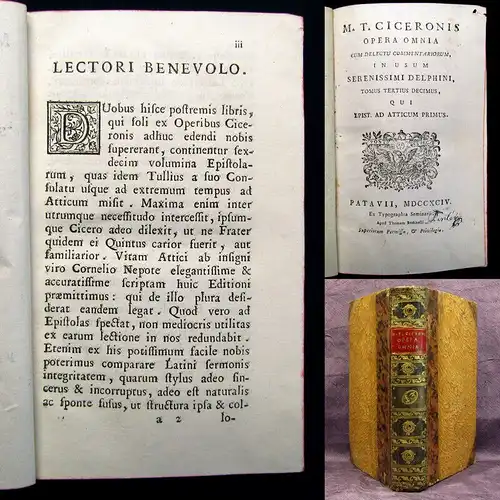 iii
LECTORI BENEVOLO.
DUobus hisce postremis libris,
qui soli ex Operibus Cice-
ronis adhuc edendi nobis
supererant, continentur sex-
decim volumina Epistola-
rum, quas idem Tullius a suo Con-
sulatu usque ad extremum tempus ad
Atticum misit. Maxima enim inter
utrumque necessitudo intercessit, ipsum-
que Cicero adeo dilexit, ut ne Frater
quidem ei Quintus carior fuerit, aut
familiarior. Vitam Attici ab insigni
viro Cornelio Nepote elegantissime &
accuratissime scriptam huic Editioni
præmittimus: qui de illo plura desi-
derat eandem legat. Quod vero ad
Epistolas spectat, non mediocris utilitas
ex earum lectione in nos redundabit.
Etenim ex his potissimum facile nobis
poterimus comparare Latini sermonis
integritatem, quarum stylus adeo sin-
cerus & incorruptus, adeo est naturalis
ac sponte fusus, ut structura ipsa & col-
a 2 lo-
M. T. CICERONIS
OPERA OMNIA
CUM DELECTU COMMENTARIORUM,
IN USUM
SERENISSIMI DELPHINI,
TOMUS TERTIUS DECIMUS,
QUI
EPIST. AD ATTICUM PRIMUS.
PATAVII, MDCCXCIV.
Ex Typographia Seminarii
Apud Thomam Bettinelli
Superiorum Permissu, & Privilegio.
OPERA
OMNIA